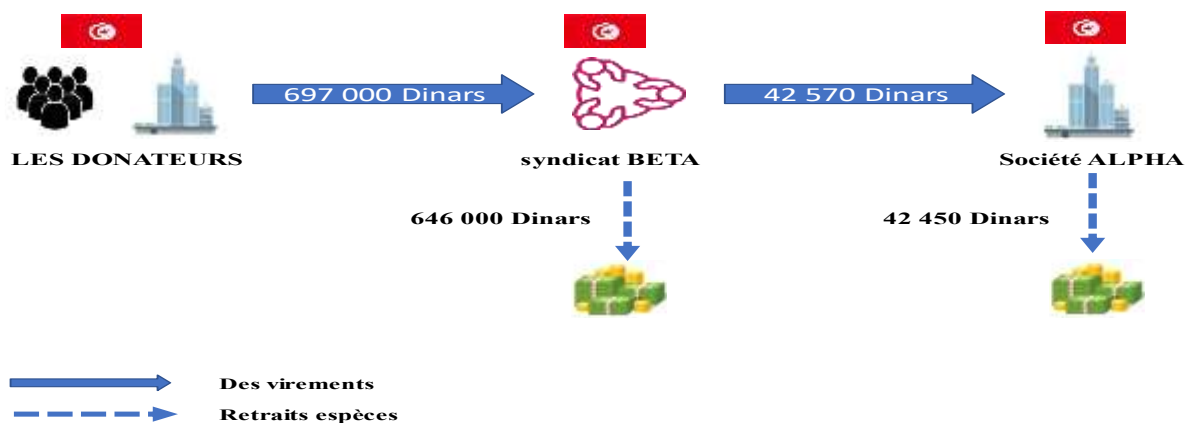 697 000 Dinars
42 570 Dinars
LES DONATEURS
syndicat BETA
Société ALPHA
646 000 Dinars
42 450 Dinars
Des virements
Retraits espèces